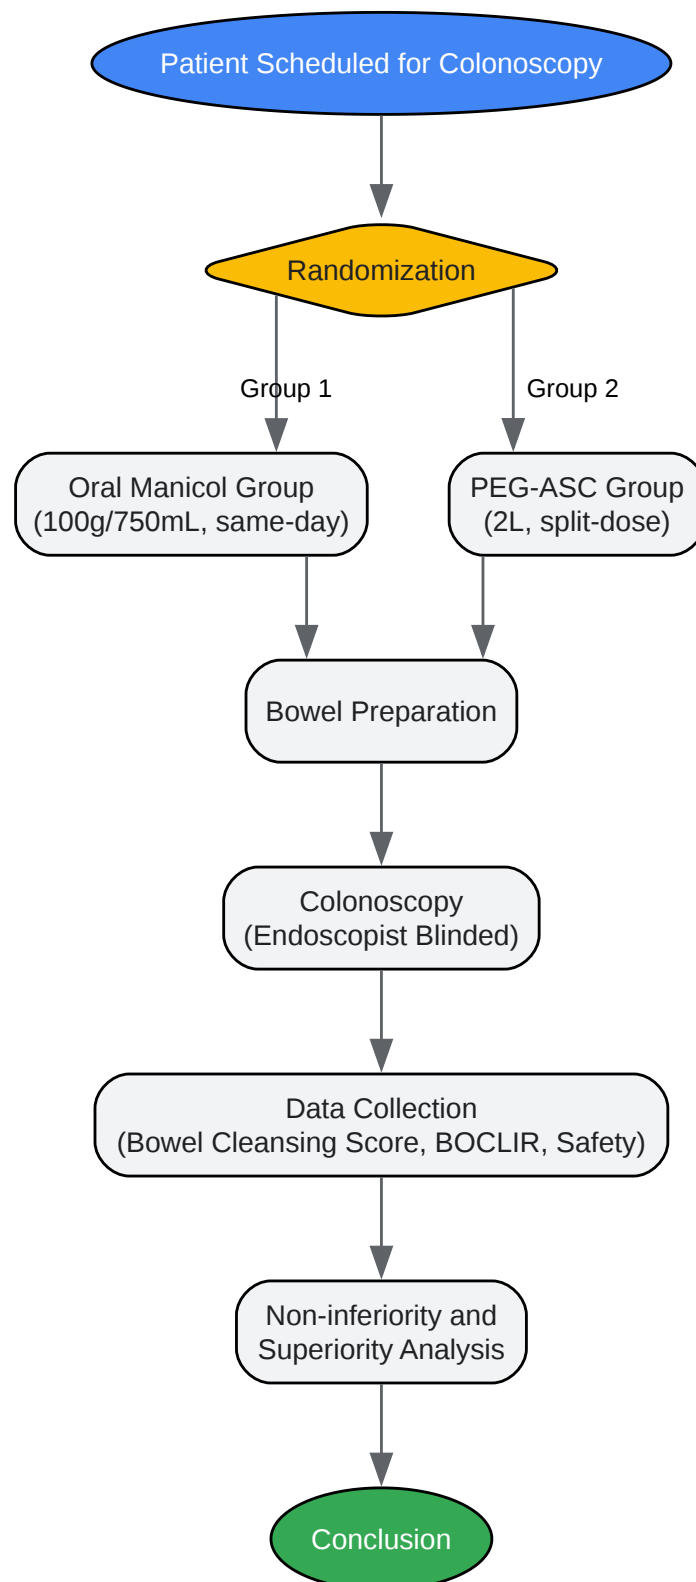 Patient Scheduled for Colonoscopy
Randomization
Group 1
Group 2
Oral Manicol Group
(100g/750mL, same-day)
PEG-ASC Group
(2L, split-dose)
Bowel Preparation
Colonoscopy
(Endoscopist Blinded)
Data Collection
(Bowel Cleansing Score, BOCLIR, Safety)
Non-inferiority and
Superiority Analysis
Conclusion